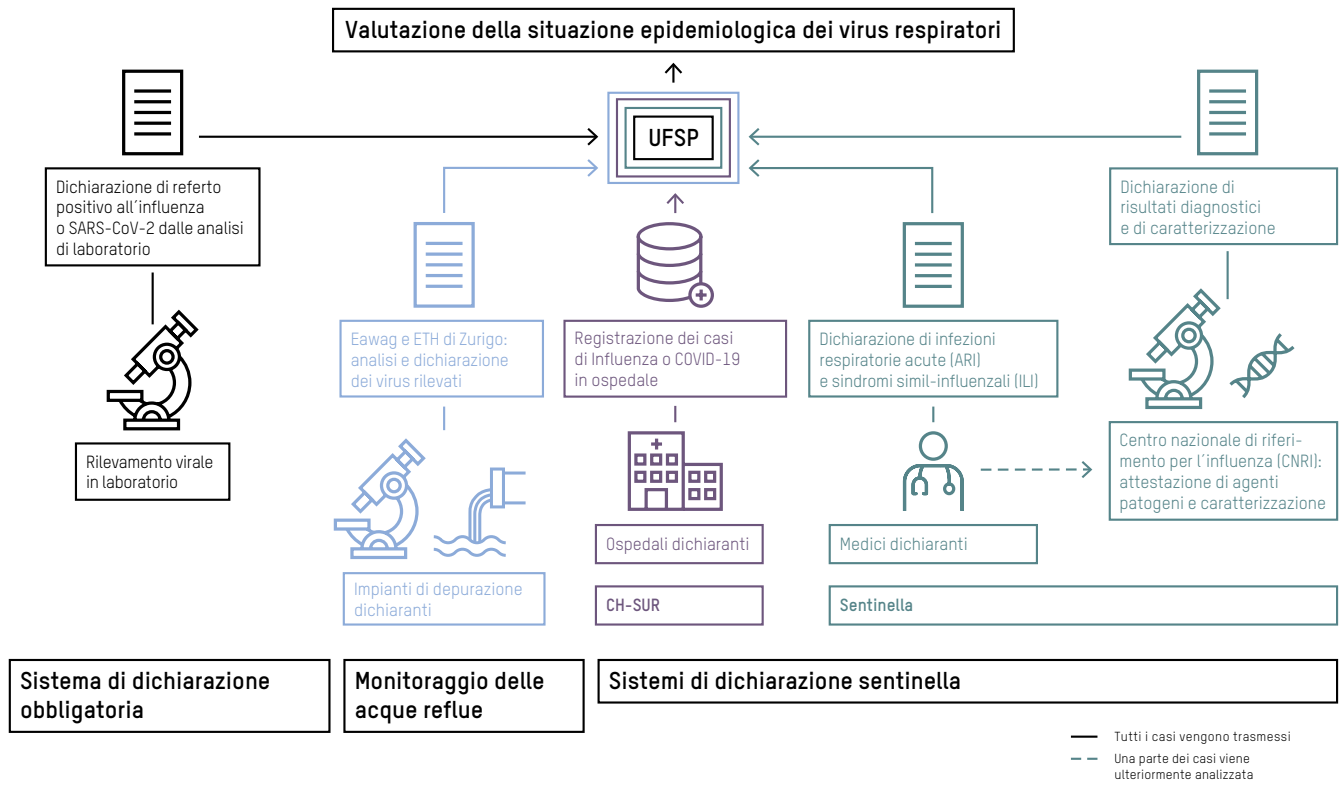 Valutazione della situazione epidemiologica dei virus respiratori
UFSP
Dichiarazione di referto
positivo all´influenza
o SARS-CoV-2 dalle analisi
di laboratorio
Rilevamento virale
in laboratorio
Eawag e ETH di Zurigo:
analisi e dichiarazione
dei virus rilevati
Impianti di depurazione
dichiaranti
Registrazione dei casi
di Influenza o COVID-19
in ospedale
Ospedali dichiaranti
CH-SUR
Dichiarazione di infezioni
respiratorie acute (ARI)
e sindromi simil-influenzali (ILI)
Medici dichiaranti
Dichiarazione di
risultati diagnostici
e di caratterizzazione
Centro nazionale di riferi-
mento per l´influenza (CNRI):
attestazione di agenti
patogeni e caratterizzazione
Sentinella
Sistema di dichiarazione
obbligatoria
Monitoraggio delle
acque reflue
Sistemi di dichiarazione sentinella
Tutti i casi vengono trasmessi
Una parte dei casi viene
ulteriormente analizzata